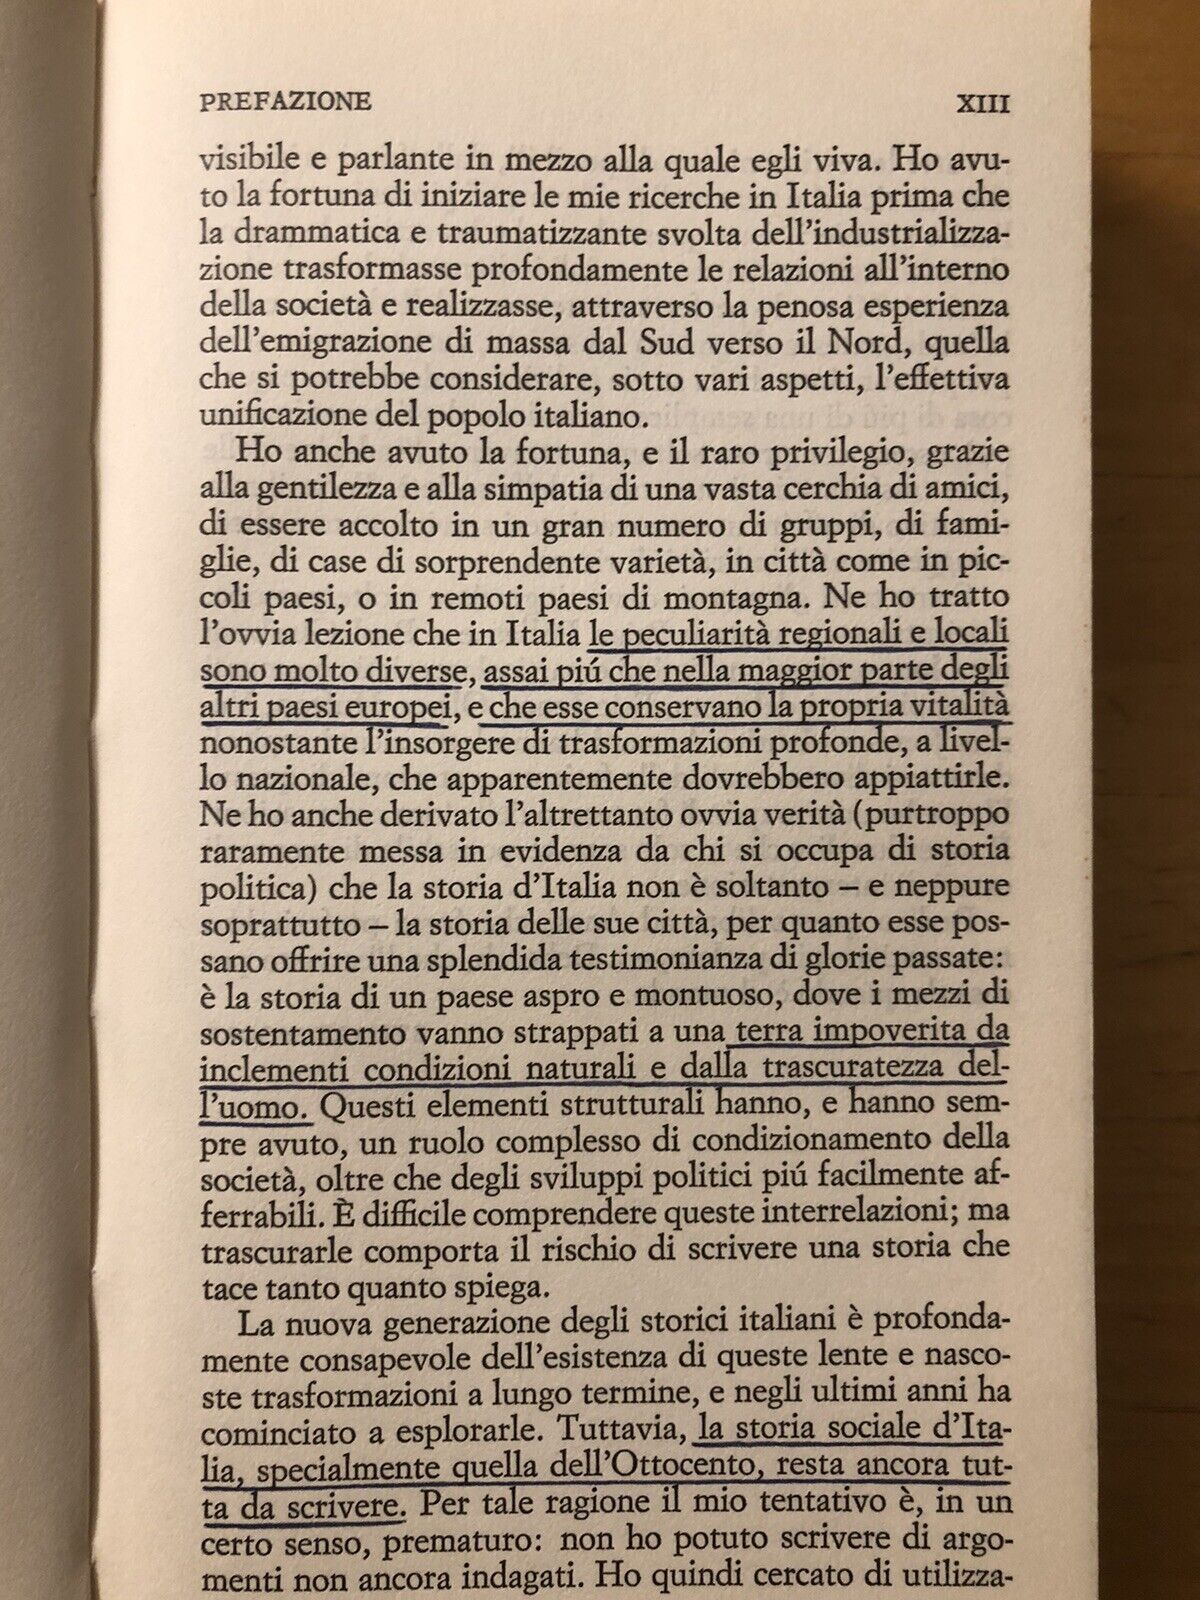 PREFAZIONE XIII
visibile e parlante in mezzo alla quale egli viva. Ho avu-
to la fortuna di iniziare le mie ricerche in Italia prima che
la drammatica e traumatizzante svolta dell'industrializza-
zione trasformasse profondamente le relazioni all'interno
della società e realizzasse, attraverso la penosa esperienza
dell'emigrazione di massa dal Sud verso il Nord, quella
che si potrebbe considerare, sotto vari aspetti, l'effettiva
unificazione del popolo italiano.
Ho anche avuto la fortuna, e il raro privilegio, grazie
alla gentilezza e alla simpatia di una vasta cerchia di amici,
di essere accolto in un gran numero di gruppi, di fami-
glie, di case di sorprendente varietà, in città come in pic-
coli paesi, o in remoti paesi di montagna. Ne ho tratto
l'ovvia lezione che in Italia le peculiarità regionali e locali
sono molto diverse, assai piú che nella maggior parte degli
altri paesi europei, e che esse conservano la propria vitalità
nonostante l'insorgere di trasformazioni profonde, a livel-
lo nazionale, che apparentemente dovrebbero appiattirle.
Ne ho anche derivato l'altrettanto ovvia verità (purtroppo
raramente messa in evidenza da chi si occupa di storia
politica) che la storia d'Italia non è soltanto – e neppure
soprattutto – la storia delle sue città, per quanto esse pos-
sano offrire una splendida testimonianza di glorie passate:
è la storia di un paese aspro e montuoso, dove i mezzi di
sostentamento vanno strappati a una terra impoverita da
inclementi condizioni naturali e dalla trascuratezza del-
l'uomo. Questi elementi strutturali hanno, e hanno sem-
pre avuto, un ruolo complesso di condizionamento della
società, oltre che degli sviluppi politici piú facilmente af-
ferrabili. È difficile comprendere queste interrelazioni; ma
trascurarle comporta il rischio di scrivere una storia che
tace tanto quanto spiega.
La nuova generazione degli storici italiani è profonda-
mente consapevole dell'esistenza di queste lente e nasco-
ste trasformazioni a lungo termine, e negli ultimi anni ha
cominciato a esplorarle. Tuttavia, la storia sociale d'Ita-
lia, specialmente quella dell'Ottocento, resta ancora tut-
ta da scrivere. Per tale ragione il mio tentativo è, in un
certo senso, prematuro: non ho potuto scrivere di argo-
menti non ancora indagati. Ho quindi cercato di utilizza-